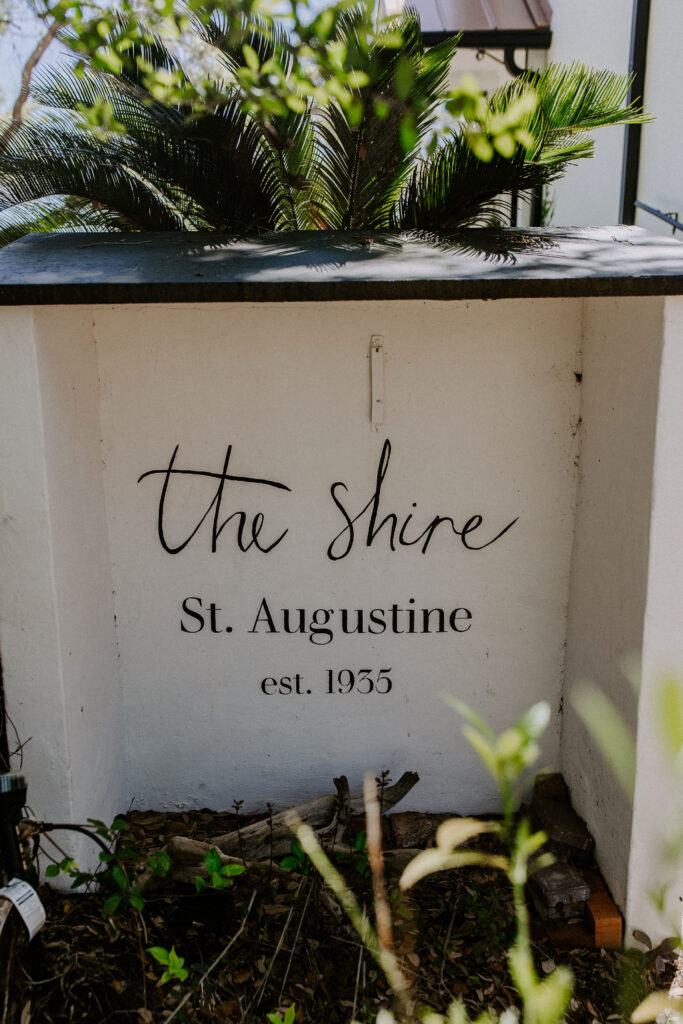 the shire
St. Augustine
est. 1935